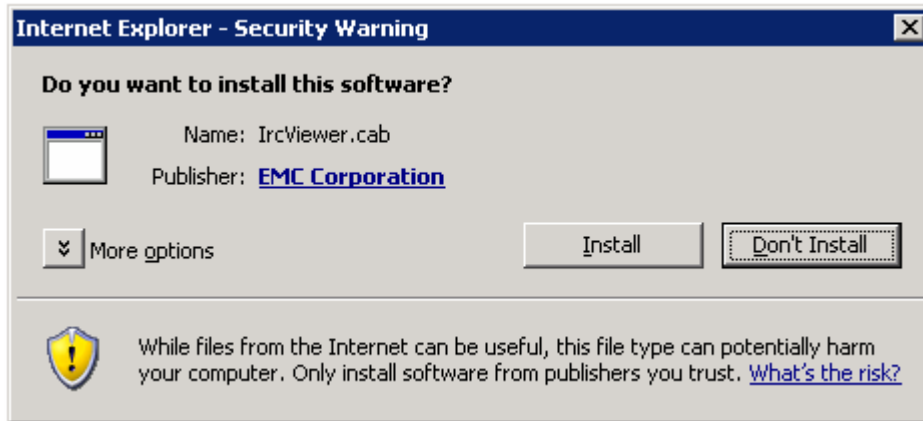 Internet Explorer - Security Warning
Do you want to install this software?
Name: IrcViewer.cab
Publisher: EMC Corporation
More options
Install
Don't Install
While files from the Internet can be useful, this file type can potentially harm
your computer. Only install software from publishers you trust. What's the risk?